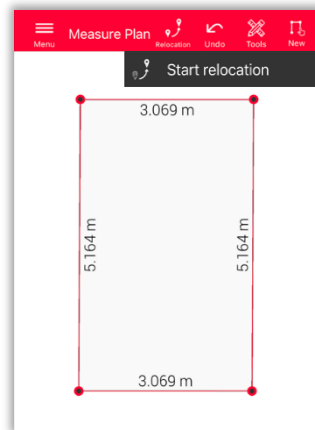 Measure Plan
Menu
Relocation
Undo
Tools
New
Start relocation
3.069 m
5.164 m
5.164 m
3.069 m